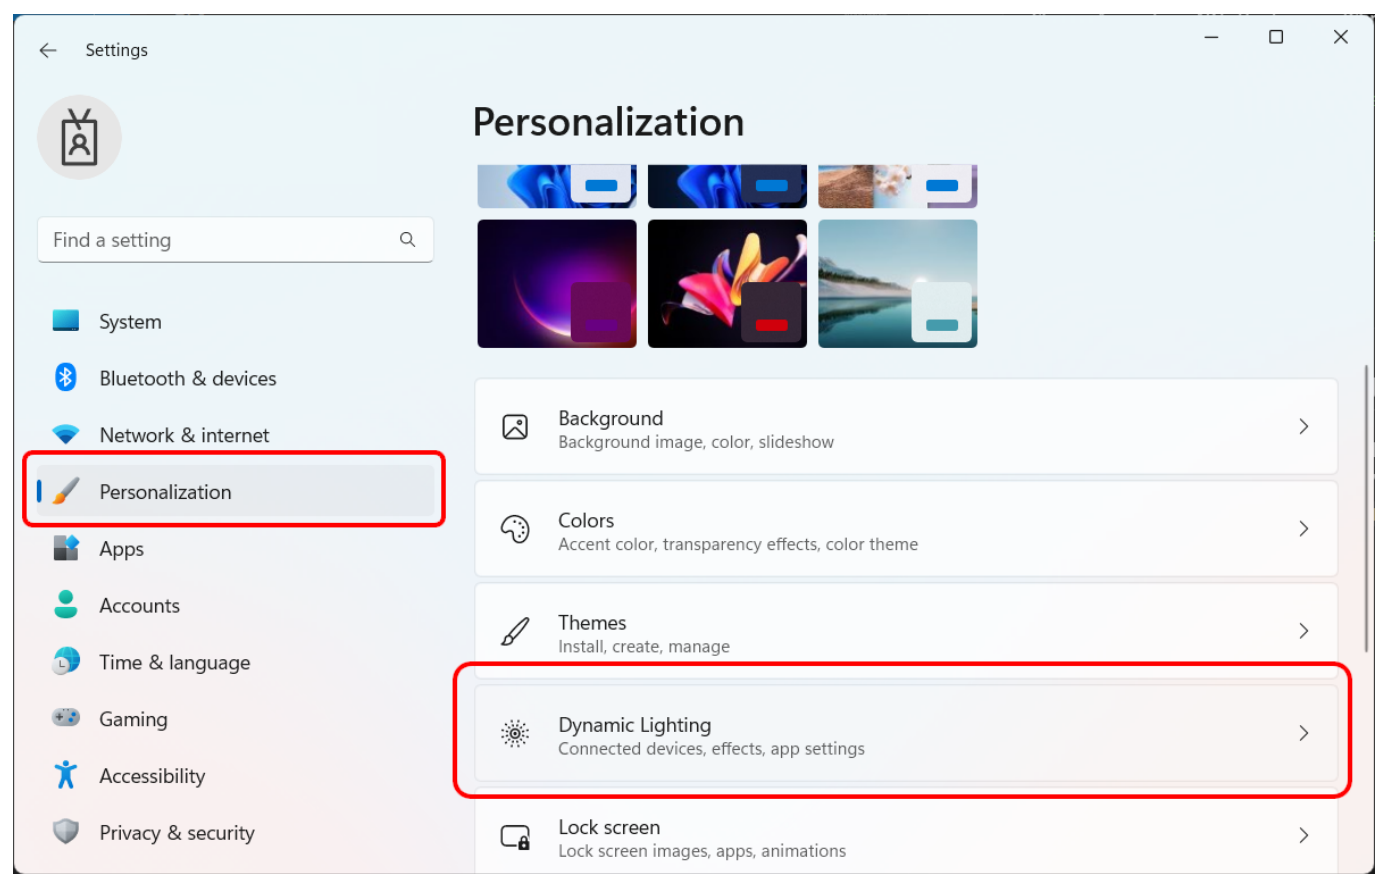 Settings
Find a setting
System
Bluetooth & devices
Network & internet
Personalization
Apps
Accounts
Time & language
Gaming
Accessibility
Privacy & security
Personalization
Background
Background image, color, slideshow
Colors
Accent color, transparency effects, color theme
Themes
Install, create, manage
Dynamic Lighting
Connected devices, effects, app settings
Lock screen
Lock screen images, apps, animations